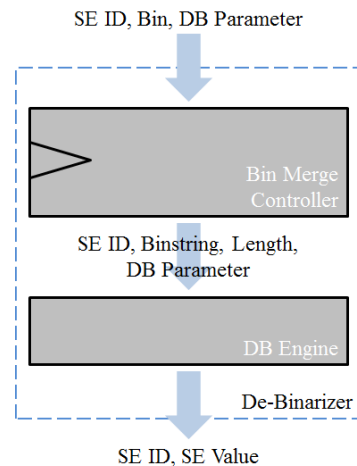 SE ID, Bin, DB Parameter
Bin Merge
Controller
SE ID, Binstring, Length,
DB Parameter
DB Engine
De-Binarizer
SE ID, SE Value